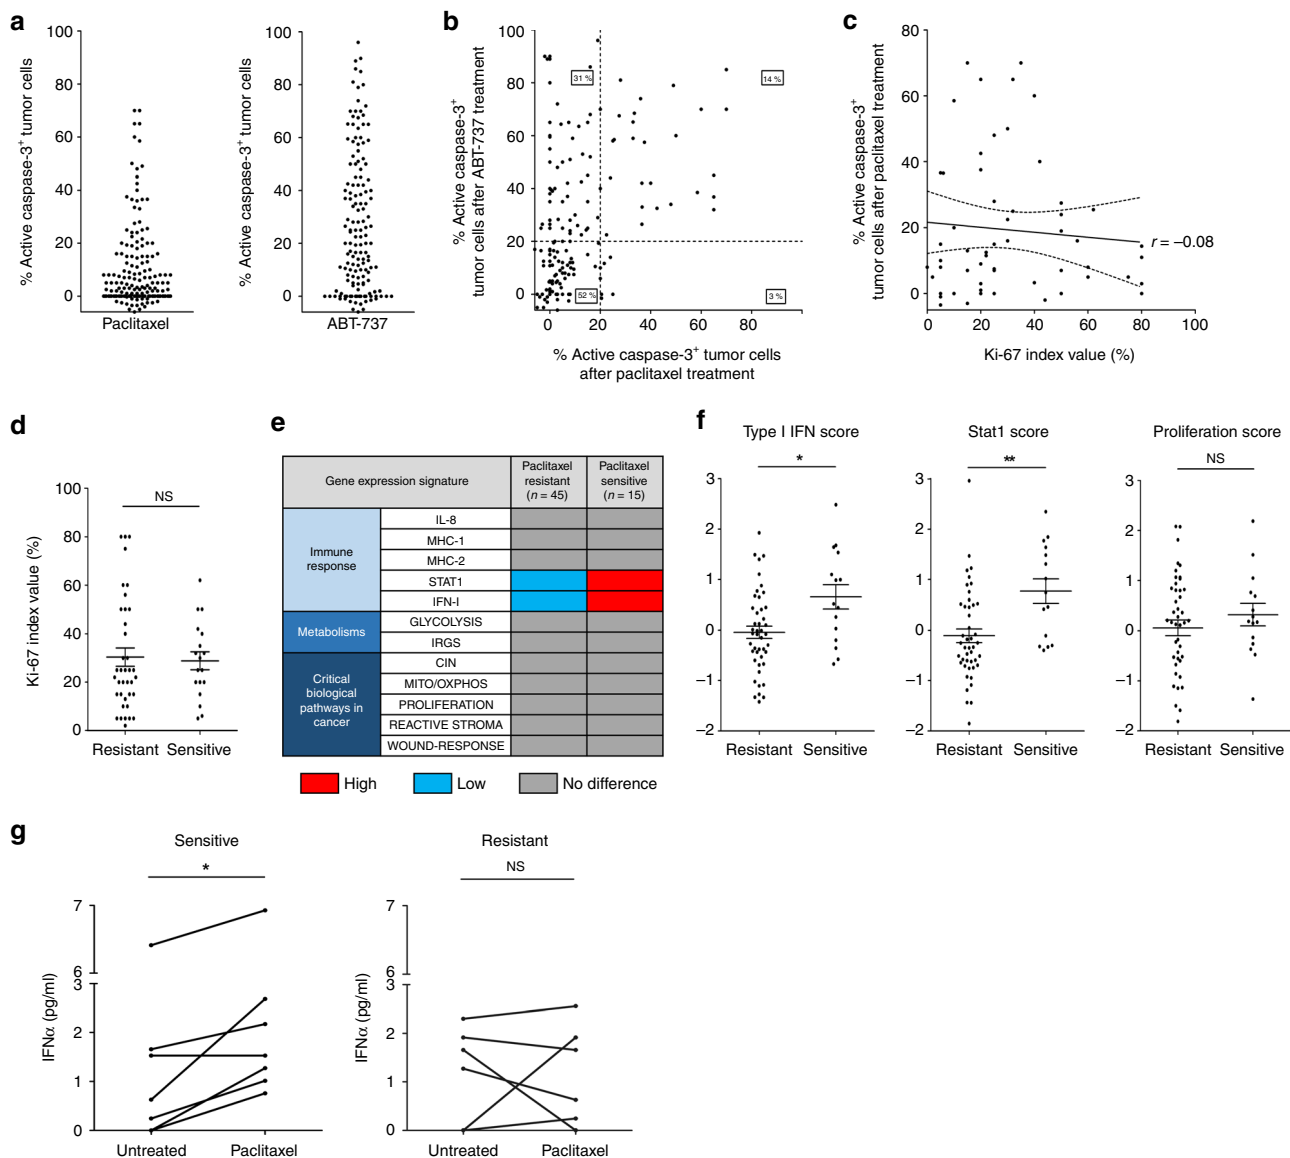 a
% Active caspase-3+ tumor cells
100
80
60
40
20
0
Paclitaxel
% Active caspase-3+ tumor cells
100
80
60
40
20
0
ABT-737
b
% Active caspase-3+
tumor cells after ABT-737 treatment
100
80
60
40
20
0
31 %
14 %
52 %
3 %
0
20
40
60
80
% Active caspase-3+ tumor cells
after paclitaxel treatment
c
% Active caspase-3+
tumor cells after paclitaxel treatment
80
60
40
20
0
r = –0.08
0
20
40
60
80
100
Ki-67 index value (%)
d
Ki-67 index value (%)
100
80
60
40
20
0
NS
Resistant
Sensitive
e
Gene expression signature
Paclitaxel
resistant
(n = 45)
Paclitaxel
sensitive
(n = 15)
Immune
response
IL-8
MHC-1
MHC-2
STAT1
IFN-I
Metabolisms
GLYCOLYSIS
IRGS
Critical
biological
pathways in
cancer
CIN
MITO/OXPHOS
PROLIFERATION
REACTIVE STROMA
WOUND-RESPONSE
High
Low
No difference
f
Type I IFN score
*
3
2
1
0
–1
–2
Resistant
Sensitive
Stat1 score
**
3
2
1
0
–1
–2
Resistant
Sensitive
Proliferation score
NS
3
2
1
0
–1
–2
Resistant
Sensitive
g
Sensitive
*
IFNα (pg/ml)
7
6
3
2
1
0
Untreated
Paclitaxel
Resistant
NS
IFNα (pg/ml)
7
6
3
2
1
0
Untreated
Paclitaxel